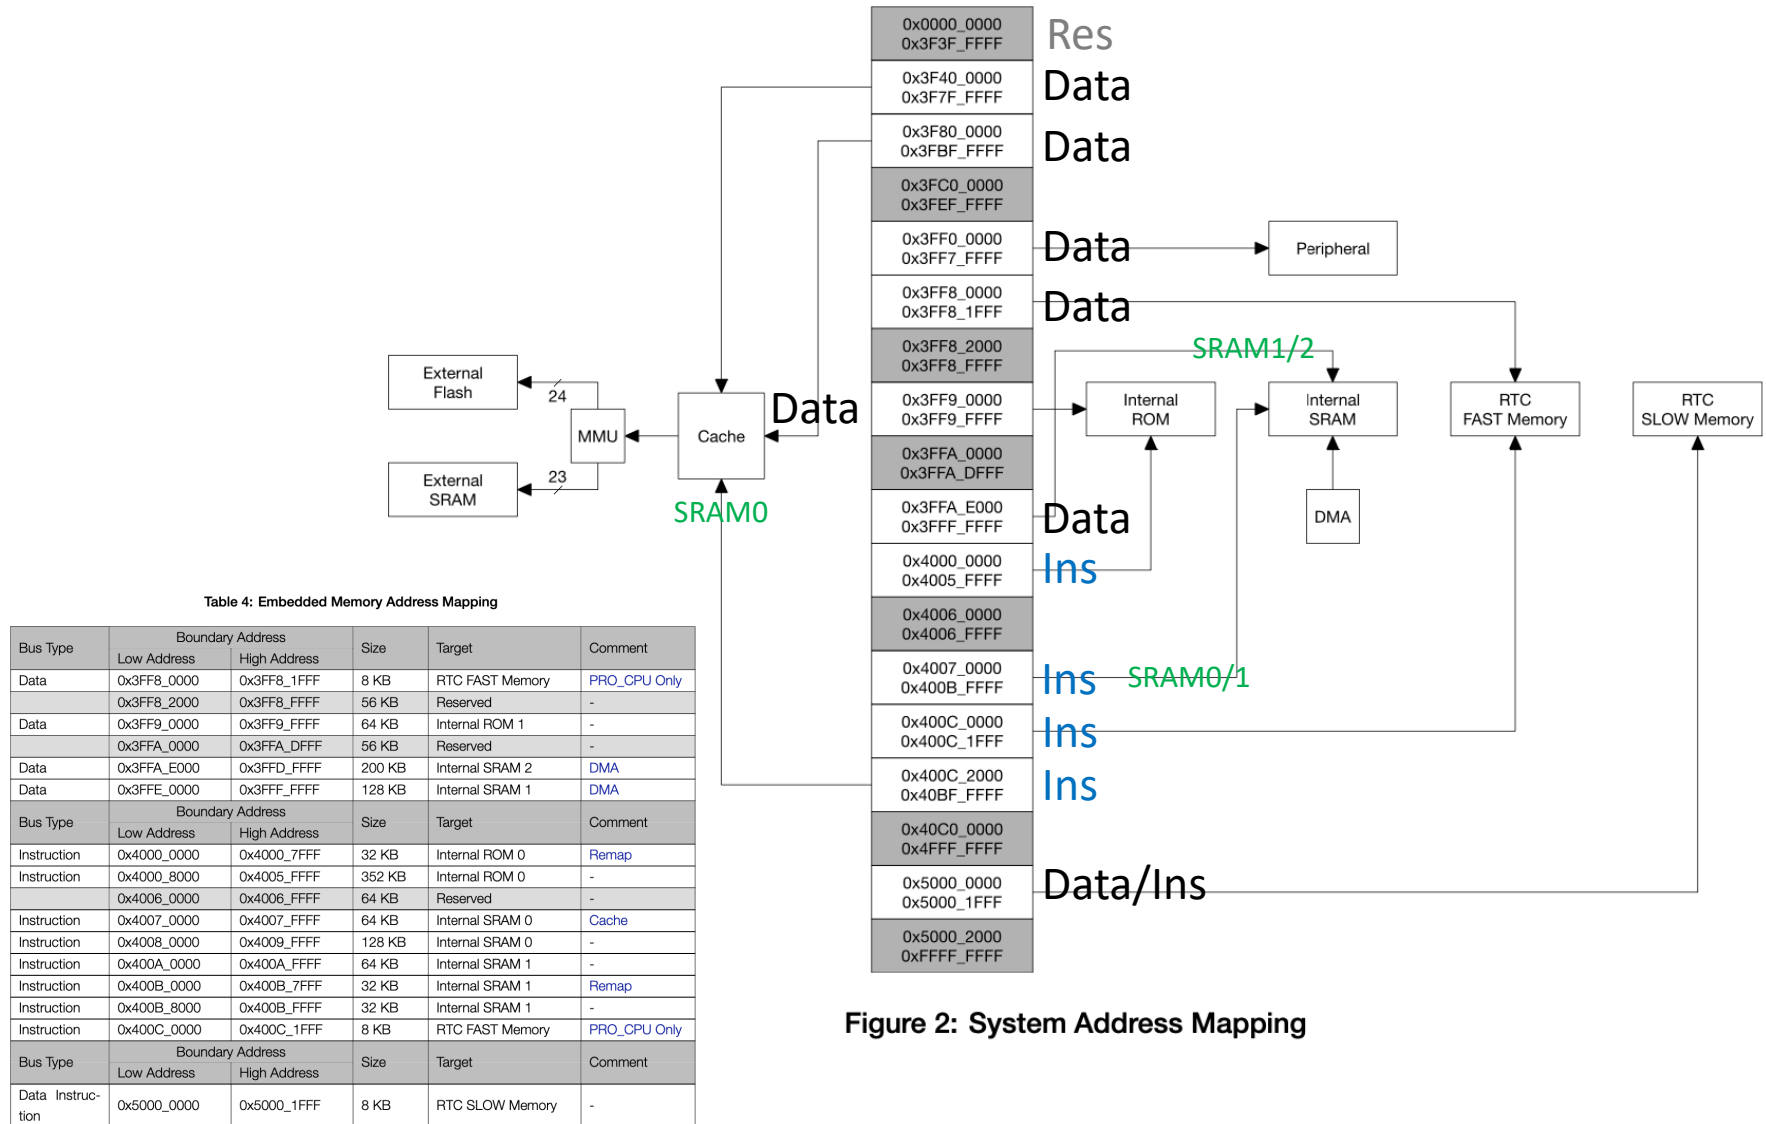 0x0000_0000
0x3F3F_FFFF
Res
0x3F40_0000
0x3F7F_FFFF
Data
0x3F80_0000
0x3FBF_FFFF
Data
0x3FC0_0000
0x3FEF_FFFF
0x3FF0_0000
0x3FF7_FFFF
Data
Peripheral
0x3FF8_0000
0x3FF8_1FFF
Data
0x3FF8_2000
0x3FF8_FFFF
SRAM1/2
0x3FF9_0000
0x3FF9_FFFF
Internal
ROM
Internal
SRAM
RTC
FAST Memory
RTC
SLOW Memory
External
Flash
24
MMU
Cache
Data
External
SRAM
23
SRAM0
0x3FFA_0000
0x3FFA_DFFF
0x3FFA_E000
0x3FFF_FFFF
Data
DMA
0x4000_0000
0x4005_FFFF
Ins
0x4006_0000
0x4006_FFFF
0x4007_0000
0x400B_FFFF
Ins
SRAM0/1
0x400C_0000
0x400C_1FFF
Ins
0x400C_2000
0x40BF_FFFF
Ins
0x40C0_0000
0x4FFF_FFFF
0x5000_0000
0x5000_1FFF
Data/Ins
0x5000_2000
0xFFFF_FFFF
Figure 2: System Address Mapping
Table 4: Embedded Memory Address Mapping
Bus Type Boundary Address Size Target Comment
Low Address High Address
Data 0x3FF8_0000 0x3FF8_1FFF 8 KB RTC FAST Memory PRO_CPU Only
0x3FF8_2000 0x3FF8_FFFF 56 KB Reserved -
Data 0x3FF9_0000 0x3FF9_FFFF 64 KB Internal ROM 1 -
0x3FFA_0000 0x3FFA_DFFF 56 KB Reserved -
Data 0x3FFA_E000 0x3FFD_FFFF 200 KB Internal SRAM 2 DMA
Data 0x3FFE_0000 0x3FFF_FFFF 128 KB Internal SRAM 1 DMA
Bus Type Boundary Address Size Target Comment
Low Address High Address
Instruction 0x4000_0000 0x4000_7FFF 32 KB Internal ROM 0 Remap
Instruction 0x4000_8000 0x4005_FFFF 352 KB Internal ROM 0 -
0x4006_0000 0x4006_FFFF 64 KB Reserved -
Instruction 0x4007_0000 0x4007_FFFF 64 KB Internal SRAM 0 Cache
Instruction 0x4008_0000 0x4009_FFFF 128 KB Internal SRAM 0 -
Instruction 0x400A_0000 0x400A_FFFF 64 KB Internal SRAM 1 -
Instruction 0x400B_0000 0x400B_7FFF 32 KB Internal SRAM 1 Remap
Instruction 0x400B_8000 0x400B_FFFF 32 KB Internal SRAM 1 -
Instruction 0x400C_0000 0x400C_1FFF 8 KB RTC FAST Memory PRO_CPU Only
Bus Type Boundary Address Size Target Comment
Low Address High Address
Data Instruc-
tion 0x5000_0000 0x5000_1FFF 8 KB RTC SLOW Memory -